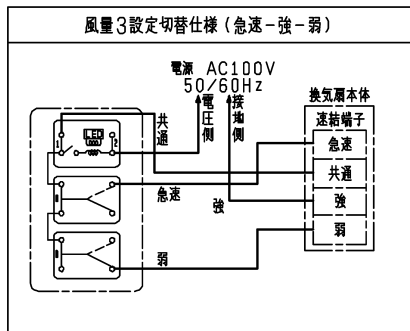 風量3設定切替仕様(急速-強-弱)
電源 AC100V
50/60Hz
電圧側
接地側
換気扇本体
速結端子
急速
共通
強
弱
共通
LED
1
2
急速
強
弱